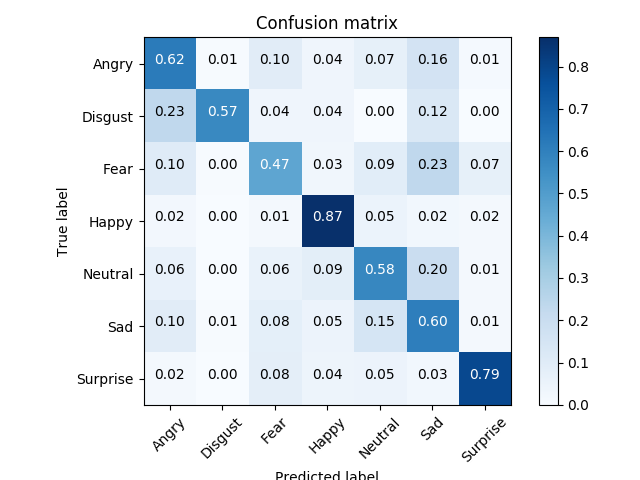 Confusion matrix
Angry 0.62 0.01 0.10 0.04 0.07 0.16 0.01
Disgust 0.23 0.57 0.04 0.04 0.00 0.12 0.00
Fear 0.10 0.00 0.47 0.03 0.09 0.23 0.07
Happy 0.02 0.00 0.01 0.87 0.05 0.02 0.02
Neutral 0.06 0.00 0.06 0.09 0.58 0.20 0.01
Sad 0.10 0.01 0.08 0.05 0.15 0.60 0.01
Surprise 0.02 0.00 0.08 0.04 0.05 0.03 0.79
Angry Disgust Fear Happy Neutral Sad Surprise
True label
Predicted label
0.8
0.7
0.6
0.5
0.4
0.3
0.2
0.1
0.0